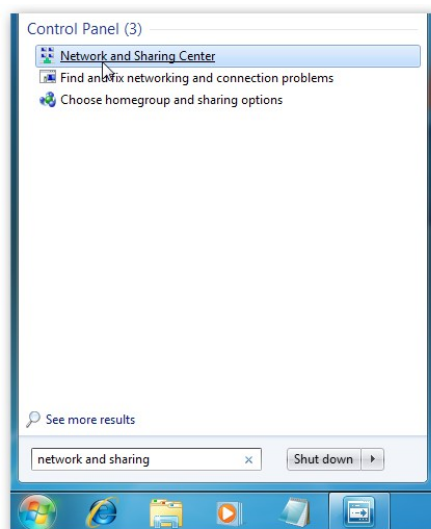 Control Panel (3)
Network and Sharing Center
Find and fix networking and connection problems
Choose homegroup and sharing options
See more results
network and sharing
Shut down